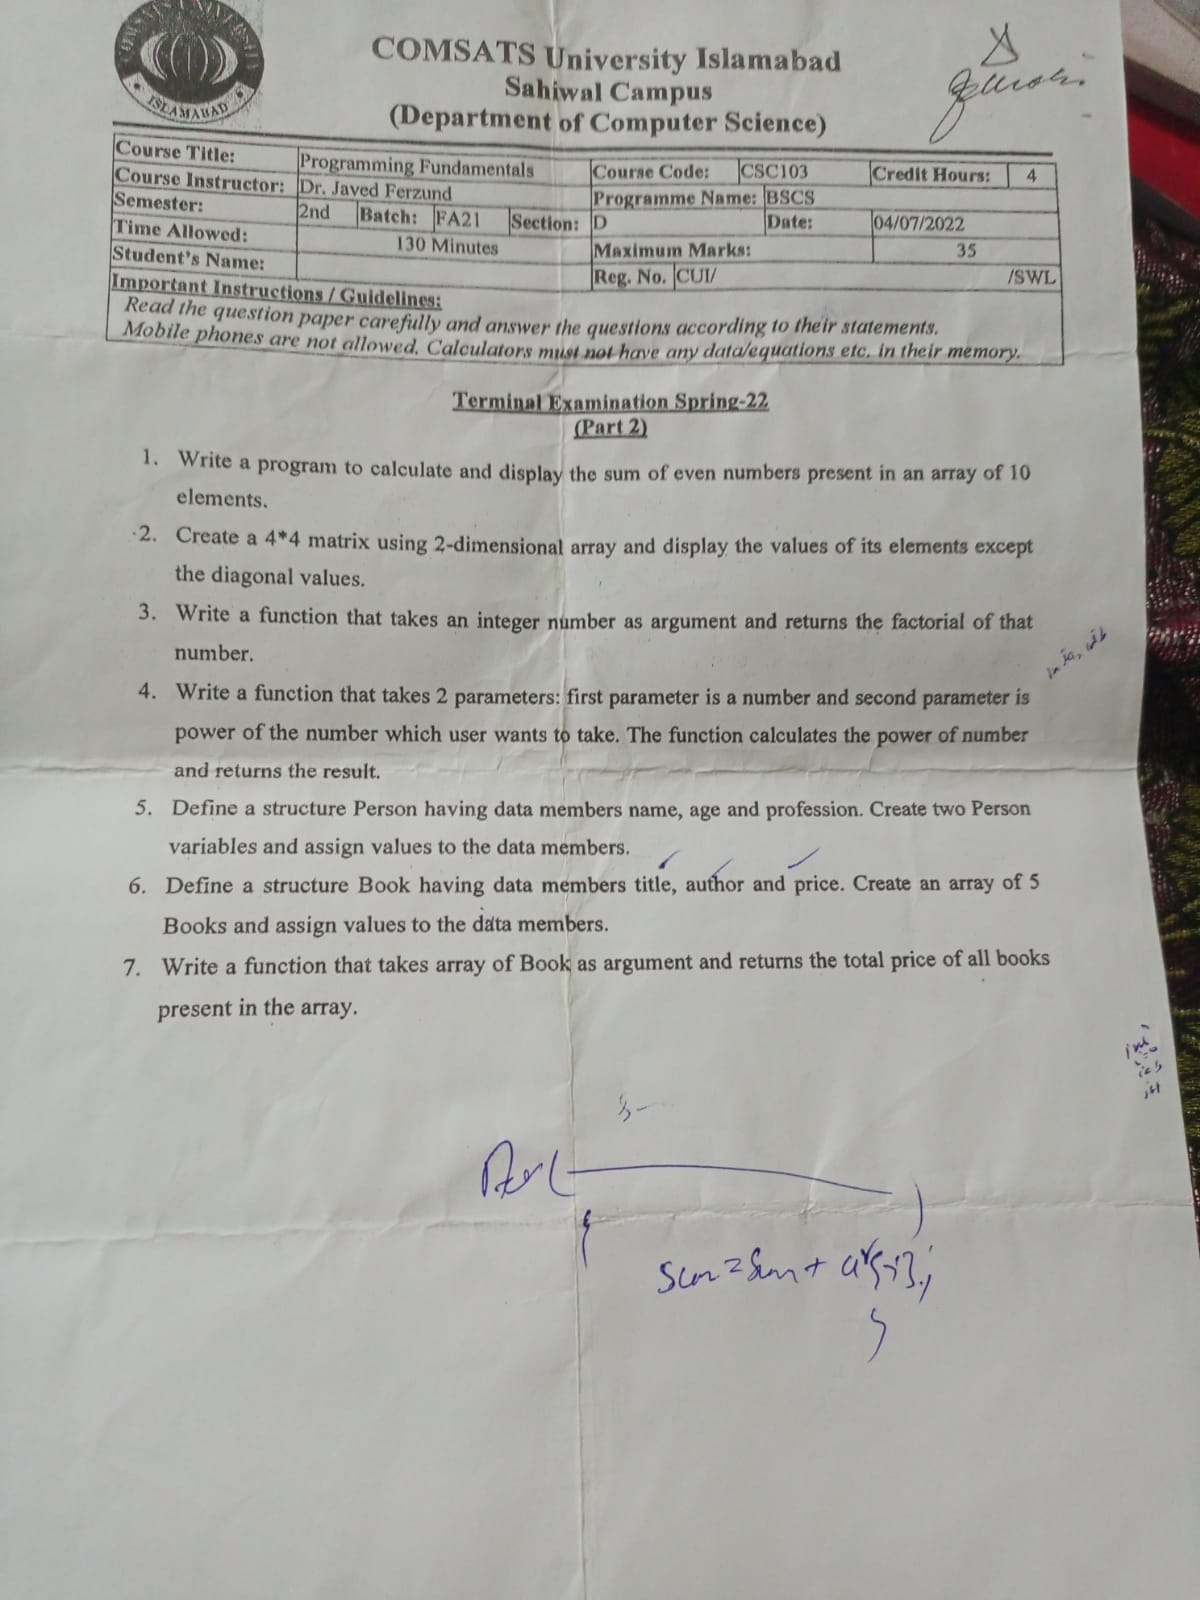 ISLAMABAD
COMSATS University Islamabad
Sahiwal Campus
(Department of Computer Science)
Course Title: Programming Fundamentals Course Code: CSC103 Credit Hours: 4
Course Instructor: Dr. Javed Ferzund Programme Name: BSCS
Semester: 2nd Batch: FA21 Section: D Date: 04/07/2022
Time Allowed: 130 Minutes Maximum Marks: 35
Student's Name: Reg. No. CUI/ /SWL
Important Instructions / Guidelines:
Read the question paper carefully and answer the questions according to their statements.
Mobile phones are not allowed. Calculators must not have any data/equations etc. in their memory.
Terminal Examination Spring-22
(Part 2)
1. Write a program to calculate and display the sum of even numbers present in an array of 10
elements.
2. Create a 4*4 matrix using 2-dimensional array and display the values of its elements except
the diagonal values.
3. Write a function that takes an integer number as argument and returns the factorial of that
number.
4. Write a function that takes 2 parameters: first parameter is a number and second parameter is
power of the number which user wants to take. The function calculates the power of number
and returns the result.
5. Define a structure Person having data members name, age and profession. Create two Person
variables and assign values to the data members.
6. Define a structure Book having data members title, author and price. Create an array of 5
Books and assign values to the data members.
7. Write a function that takes array of Book as argument and returns the total price of all books
present in the array.
for( )
{
sum = sum + ar[i];
}